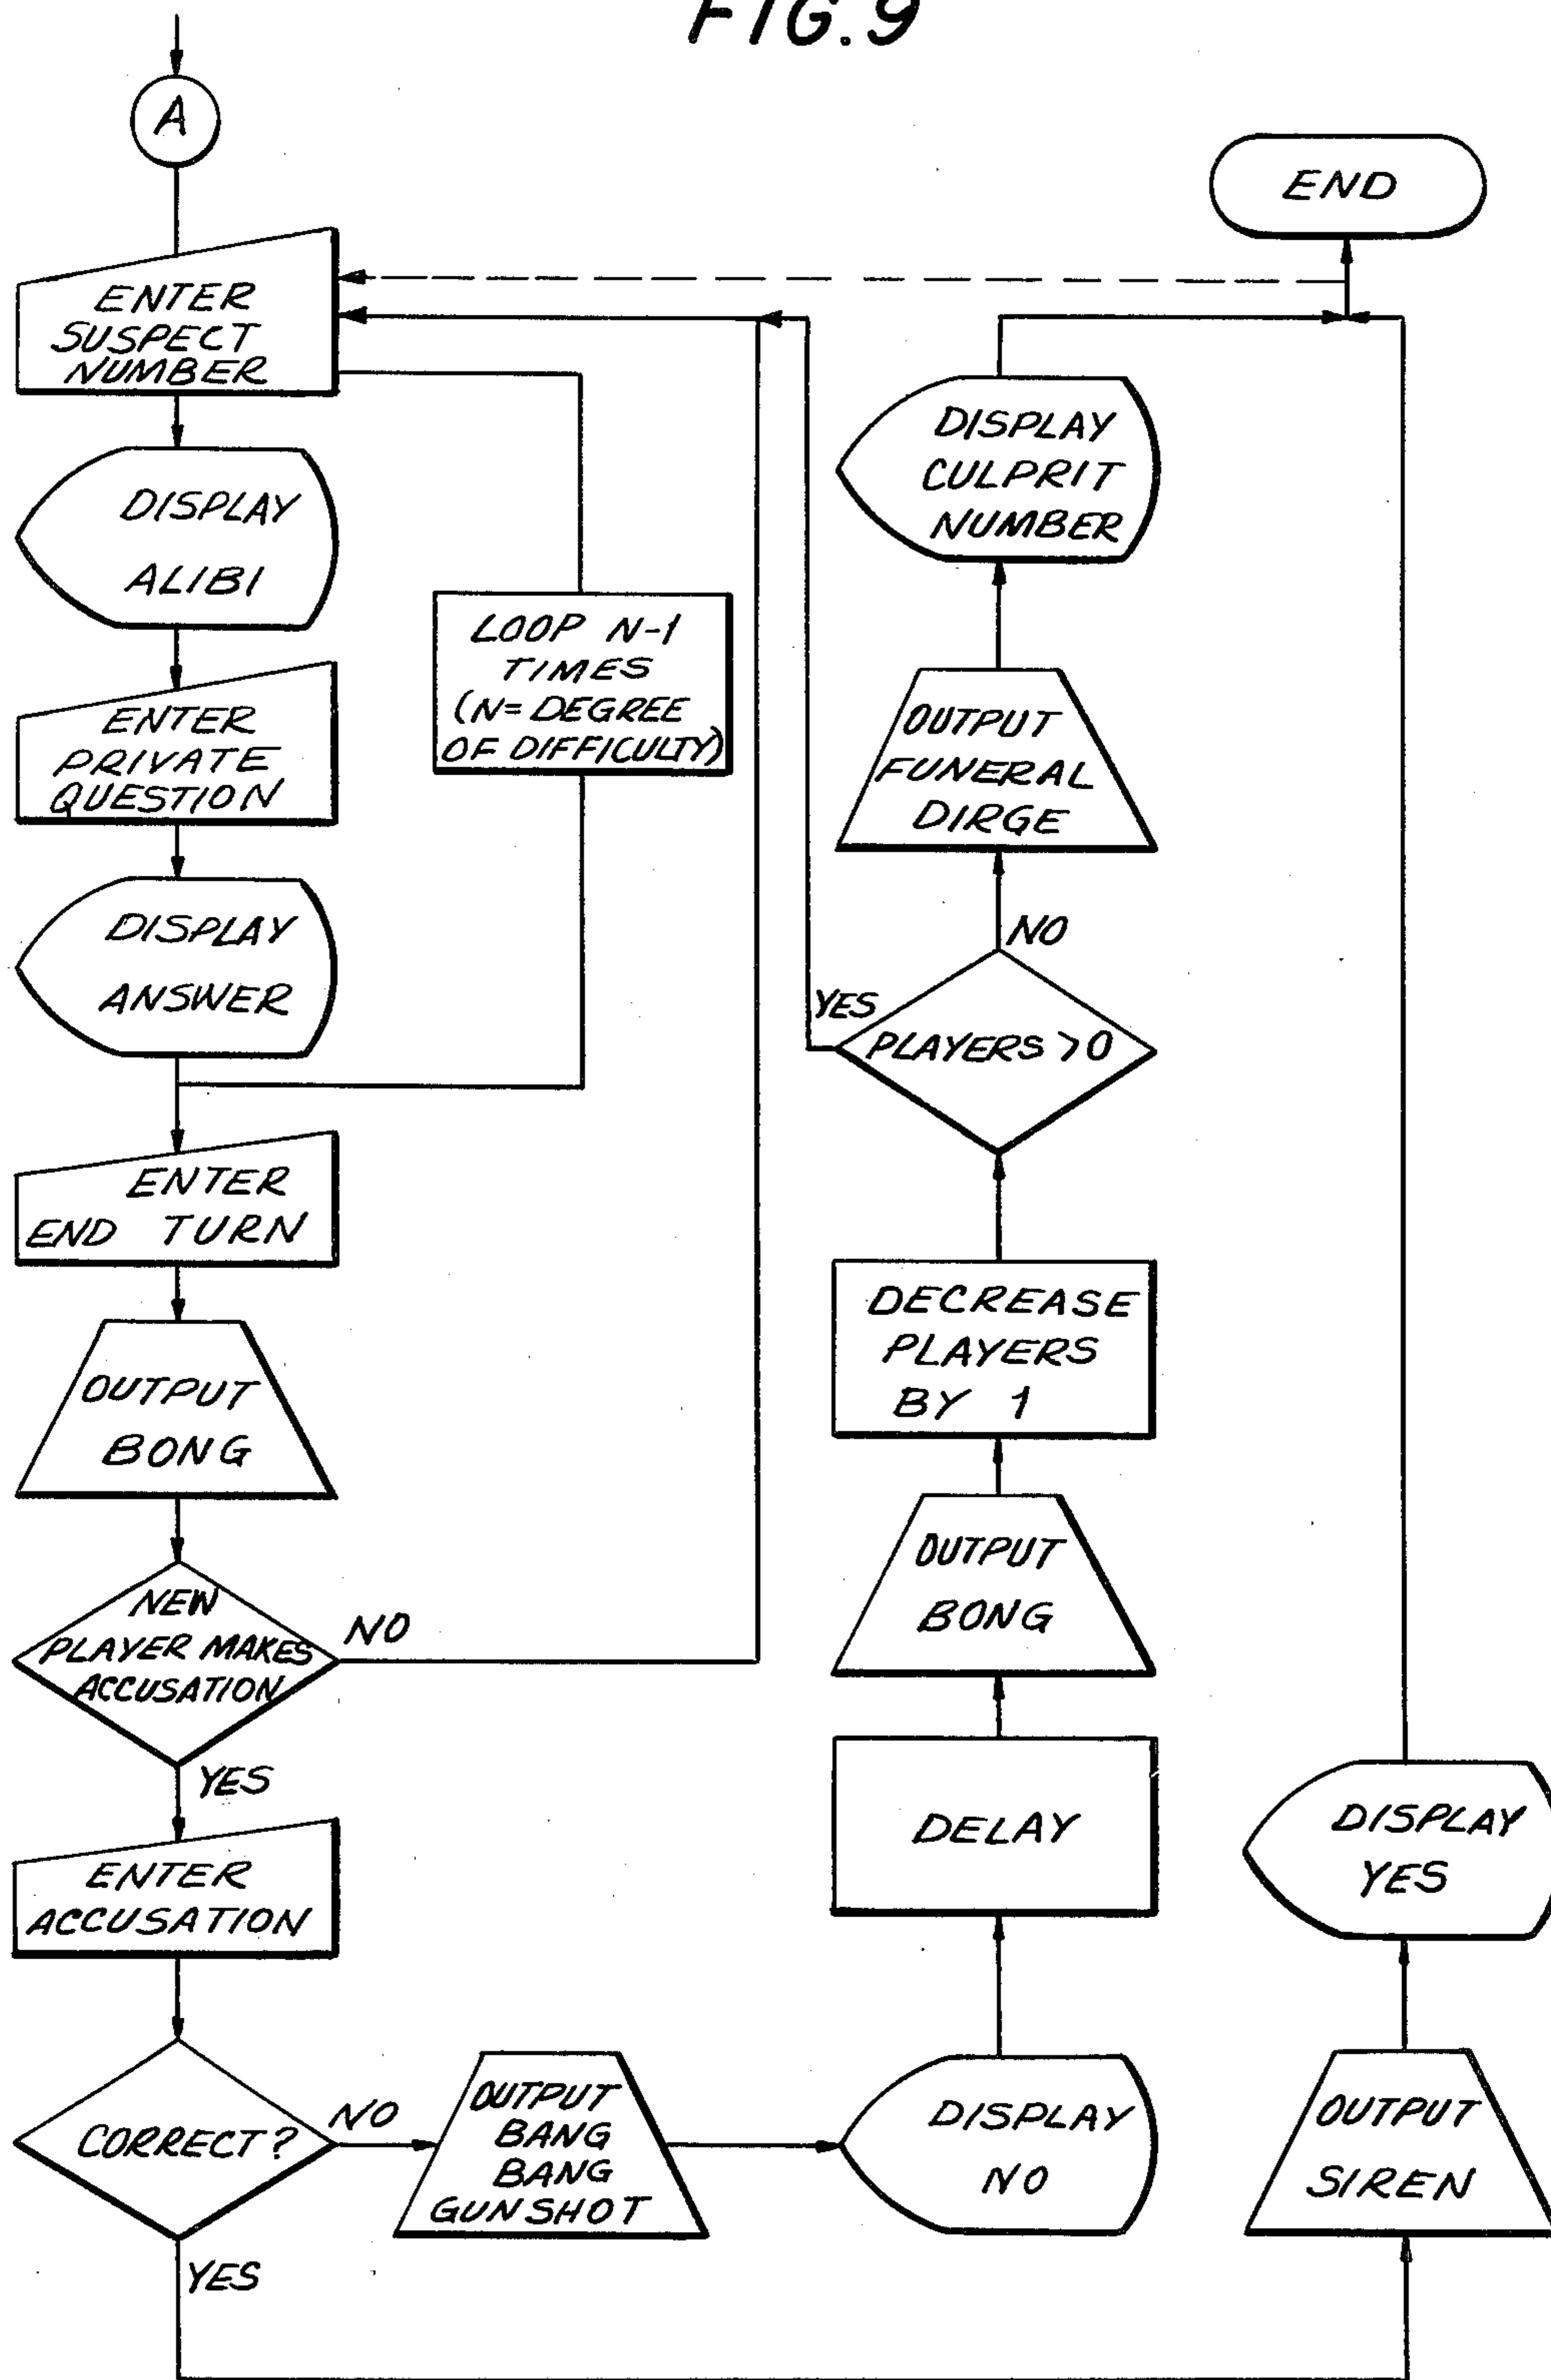 FIG. 9
A
ENTER
SUSPECT
NUMBER
DISPLAY
ALIBI
ENTER
PRIVATE
QUESTION
DISPLAY
ANSWER
LOOP N-1
TIMES
(N= DEGREE
OF DIFFICULTY)
ENTER
END TURN
OUTPUT
BONG
NEW
PLAYER MAKES
ACCUSATION
NO
YES
ENTER
ACCUSATION
CORRECT?
NO
YES
OUTPUT
BANG
BANG
GUNSHOT
DISPLAY
NO
DELAY
OUTPUT
BONG
DECREASE
PLAYERS
BY 1
PLAYERS >0
YES
NO
OUTPUT
FUNERAL
DIRGE
DISPLAY
CULPRIT
NUMBER
END
DISPLAY
YES
OUTPUT
SIREN